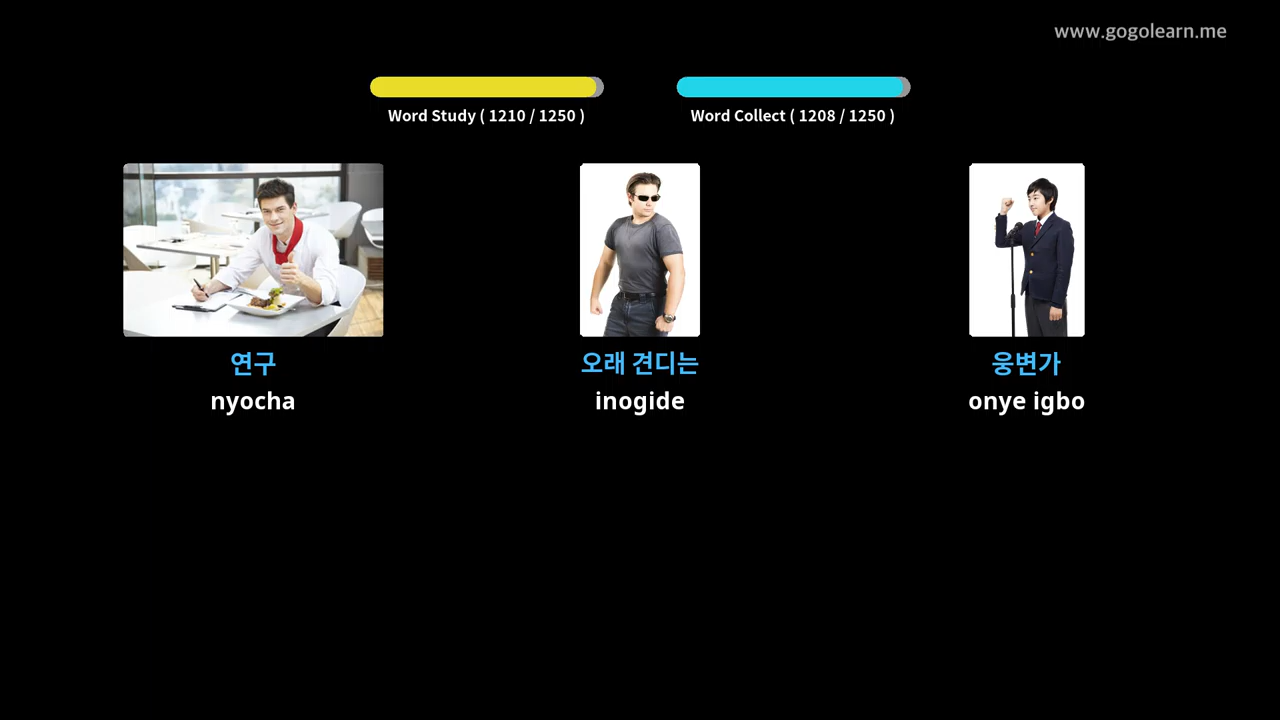 www.gogolearn.me
Word Study ( 1210 / 1250 )
Word Collect ( 1208 / 1250 )
연구
오래 견디는
웅변가
nyocha
inogide
onye igbo